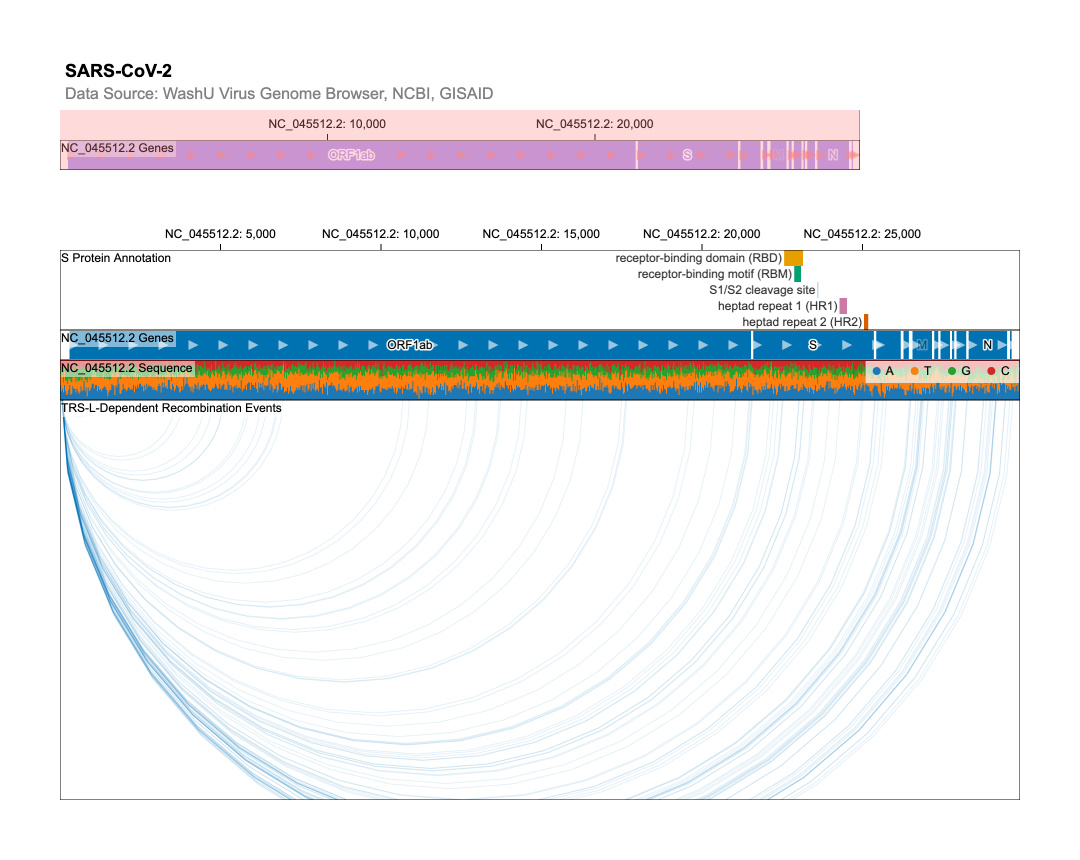 SARS-CoV-2
Data Source: WashU Virus Genome Browser, NCBI, GISAID
NC_045512.2: 10,000 NC_045512.2: 20,000
NC_045512.2 Genes ORF1ab S N
NC_045512.2: 5,000 NC_045512.2: 10,000 NC_045512.2: 15,000 NC_045512.2: 20,000 NC_045512.2: 25,000
S Protein Annotation receptor-binding domain (RBD)
receptor-binding motif (RBM)
S1/S2 cleavage site
heptad repeat 1 (HR1)
heptad repeat 2 (HR2)
NC_045512.2 Genes ORF1ab S M N
NC_045512.2 Sequence A T G C
TRS-L-Dependent Recombination Events